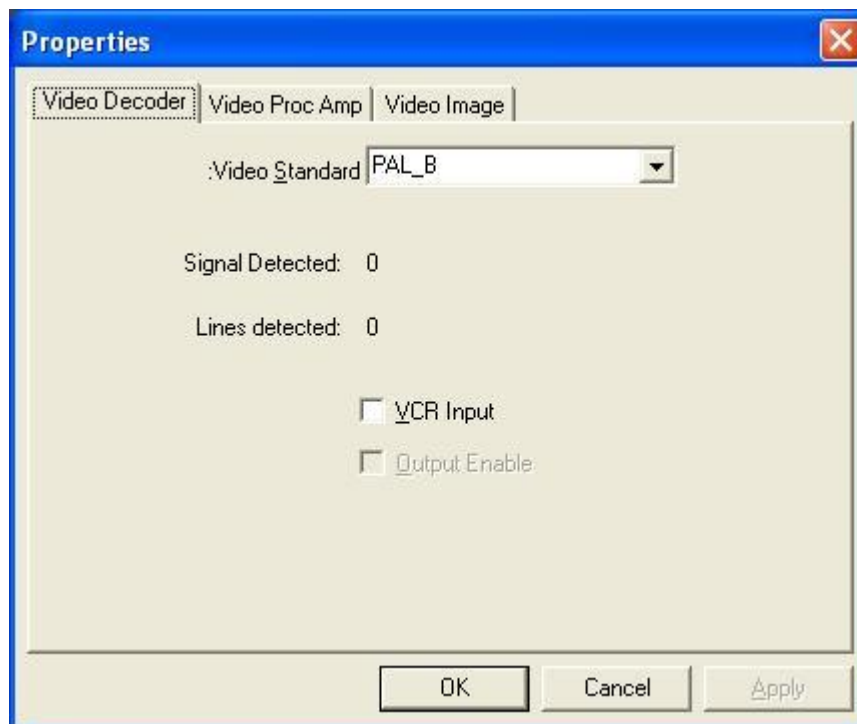 Properties
Video Decoder Video Proc Amp Video Image
:Video Standard PAL_B
Signal Detected: 0
Lines detected: 0
VCR Input
Output Enable
OK Cancel Apply